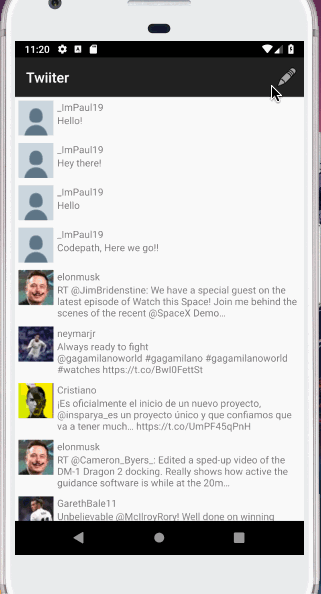 11:20
Twiiter
_ImPaul19
Hello!
_ImPaul19
Hey there!
_ImPaul19
Hello
_ImPaul19
Codepath, Here we go!!
elonmusk
RT @JimBridenstine: We have a special guest on the
latest episode of Watch this Space! Join me behind the
scenes of the recent @SpaceX Demo...
neymarjr
Always ready to fight
@gagamilanoworld #gagamilano #gagamilanoworld
#watches https://t.co/BwI0FettSt
Cristiano
¡Es oficialmente el inicio de un nuevo proyecto,
@insparya_es un proyecto único y que confiamos que
va a tener much... https://t.co/UmPF45qPnH
elonmusk
RT @Cameron_Byers_: Edited a sped-up video of the
DM-1 Dragon 2 docking. Really shows how active the
guidance software is while at the 20m...
GarethBale11
Unbelievable @McIlroyRory! Well done on winning